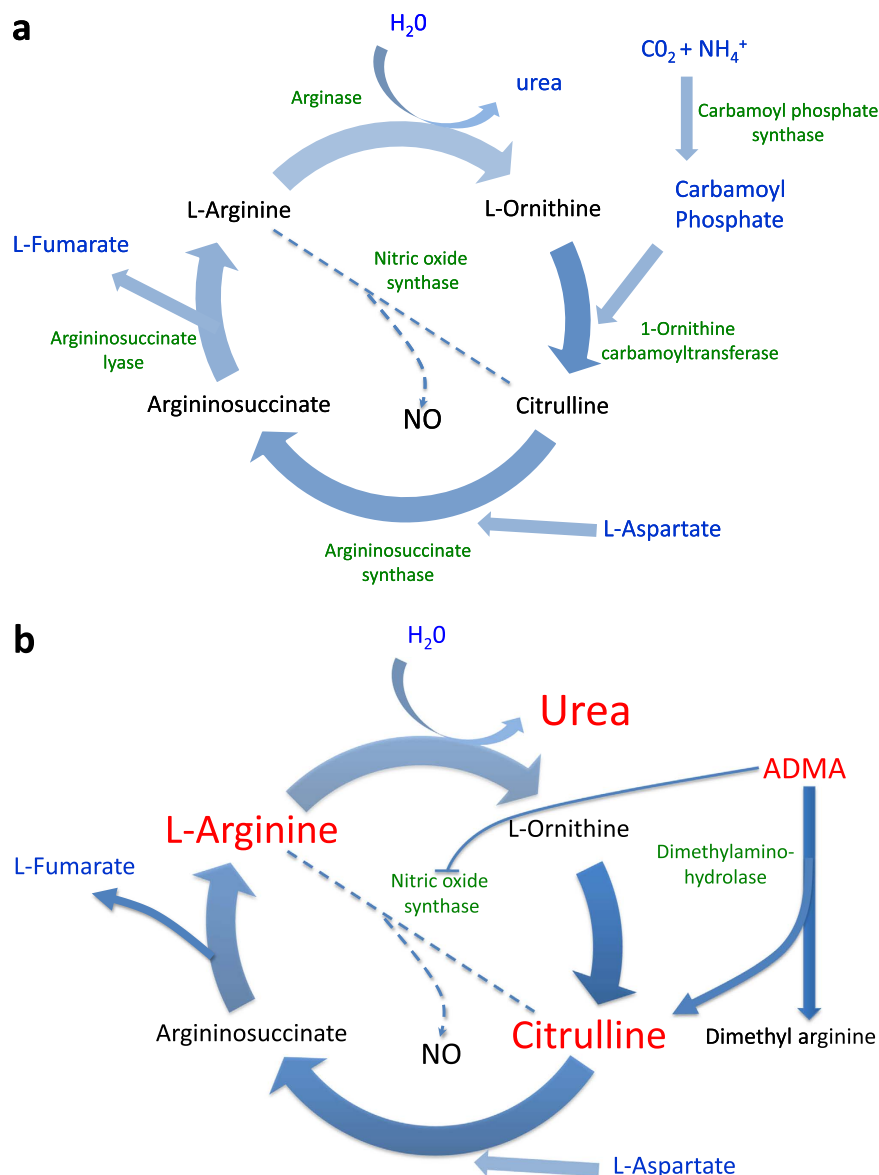 a
H₂0
C0₂ + NH₄⁺
urea
Arginase
Carbamoyl phosphate
synthase
Carbamoyl
Phosphate
L-Arginine
L-Ornithine
L-Fumarate
Nitric oxide
synthase
Argininosuccinate
lyase
1-Ornithine
carbamoyltransferase
Argininosuccinate
NO
Citrulline
L-Aspartate
Argininosuccinate
synthase
b
H₂0
Urea
ADMA
L-Arginine
L-Ornithine
L-Fumarate
Dimethylamino-
hydrolase
Nitric oxide
synthase
Argininosuccinate
NO
Citrulline
Dimethyl arginine
L-Aspartate